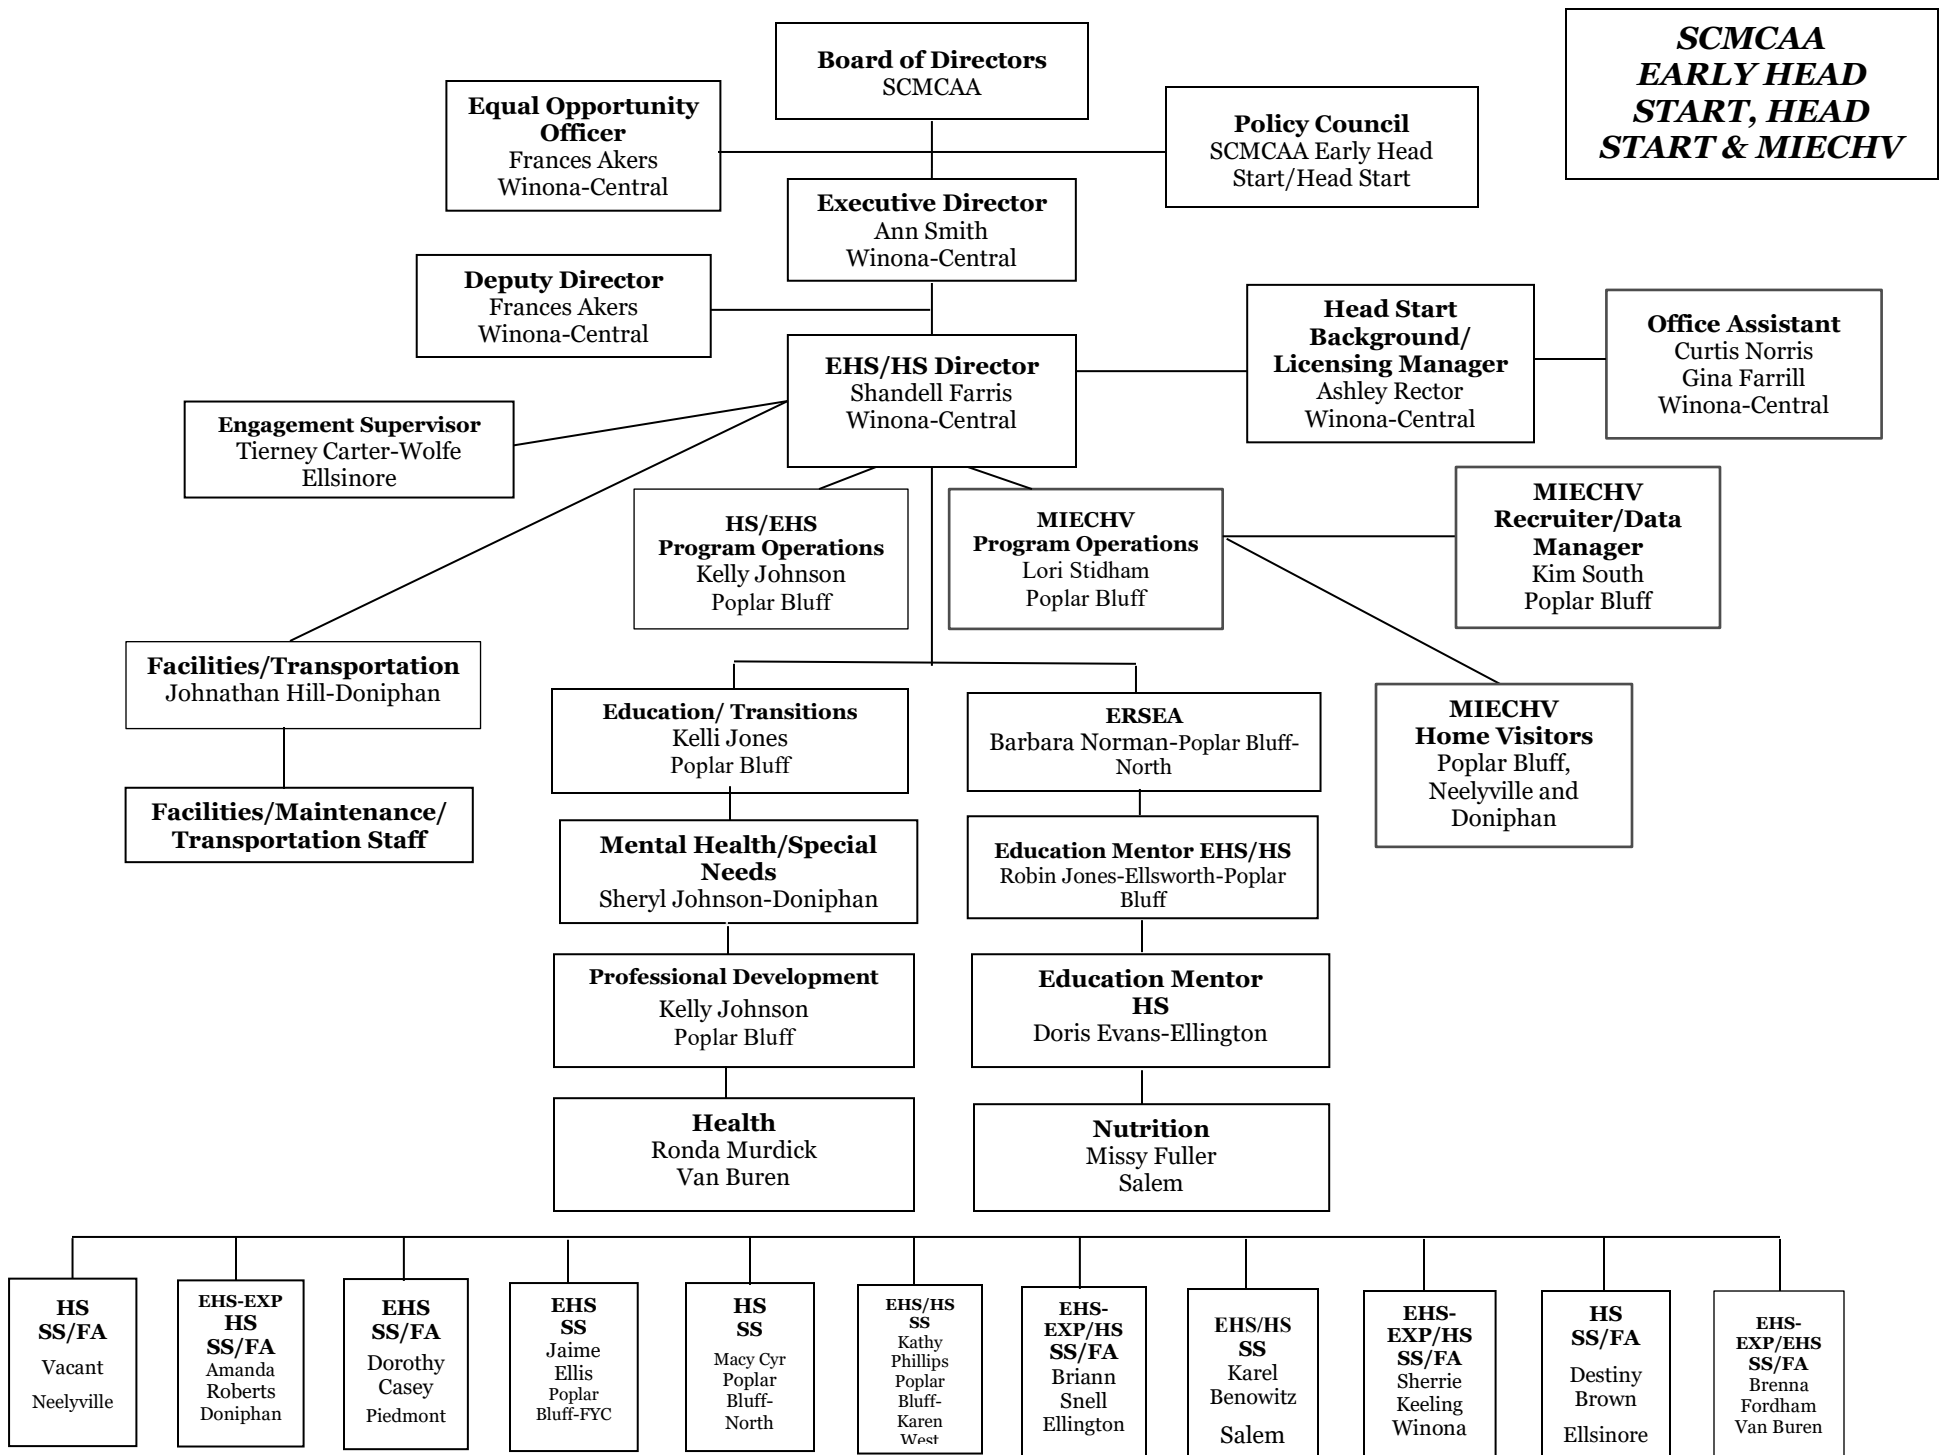 Board of Directors
SCMCAA
SCMCAA
EARLY HEAD
START, HEAD
START & MIECHV
Equal Opportunity
Officer
Frances Akers
Winona-Central
Policy Council
SCMCAA Early Head
Start/Head Start
Executive Director
Ann Smith
Winona-Central
Deputy Director
Frances Akers
Winona-Central
Head Start
Background/
Licensing Manager
Ashley Rector
Winona-Central
Office Assistant
Curtis Norris
Gina Farrill
Winona-Central
EHS/HS Director
Shandell Farris
Winona-Central
Engagement Supervisor
Tierney Carter-Wolfe
Ellsinore
HS/EHS
Program Operations
Kelly Johnson
Poplar Bluff
MIECHV
Program Operations
Lori Stidham
Poplar Bluff
MIECHV
Recruiter/Data
Manager
Kim South
Poplar Bluff
Facilities/Transportation
Johnathan Hill-Doniphan
Education/ Transitions
Kelli Jones
Poplar Bluff
ERSEA
Barbara Norman-Poplar Bluff-
North
MIECHV
Home Visitors
Poplar Bluff,
Neelyville and
Doniphan
Facilities/Maintenance/
Transportation Staff
Mental Health/Special
Needs
Sheryl Johnson-Doniphan
Education Mentor EHS/HS
Robin Jones-Ellsworth-Poplar
Bluff
Professional Development
Kelly Johnson
Poplar Bluff
Education Mentor
HS
Doris Evans-Ellington
Health
Ronda Murdick
Van Buren
Nutrition
Missy Fuller
Salem
HS
SS/FA
Vacant
Neelyville
EHS-EXP
HS
SS/FA
Amanda
Roberts
Doniphan
EHS
SS/FA
Dorothy
Casey
Piedmont
EHS
SS
Jaime
Ellis
Poplar
Bluff-FYC
HS
SS
Macy Cyr
Poplar
Bluff-
North
EHS/HS
SS
Kathy
Phillips
Poplar
Bluff-
Karen
West
EHS-
EXP/HS
SS/FA
Briann
Snell
Ellington
EHS/HS
SS
Karel
Benowitz
Salem
EHS-
EXP/HS
SS/FA
Sherrie
Keeling
Winona
HS
SS/FA
Destiny
Brown
Ellsinore
EHS-
EXP/EHS
SS/FA
Brenna
Fordham
Van Buren